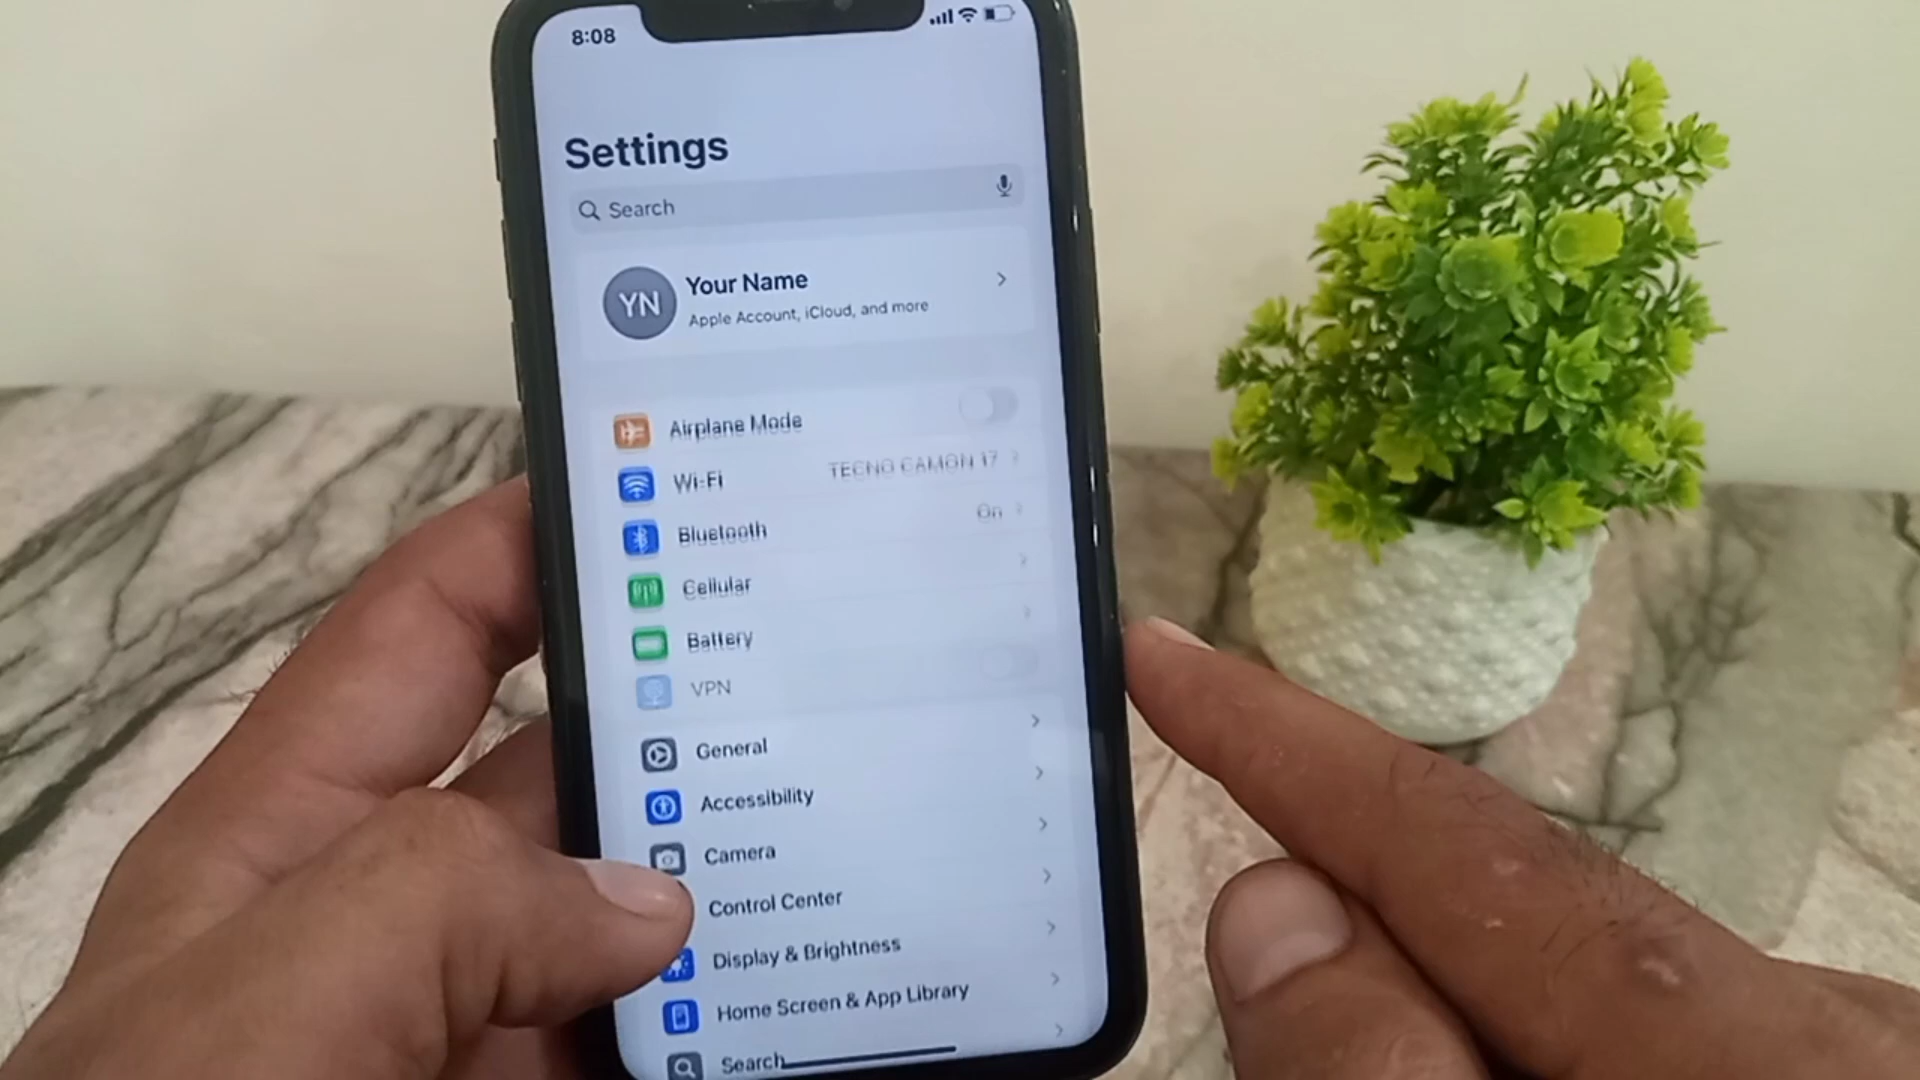 8:08
Settings
Search
YN
Your Name
Apple Account, iCloud, and more
Airplane Mode
Wi-Fi TECNO CAMON 17
Bluetooth On
Cellular
Battery
VPN
General
Accessibility
Camera
Control Center
Display & Brightness
Home Screen & App Library
Search